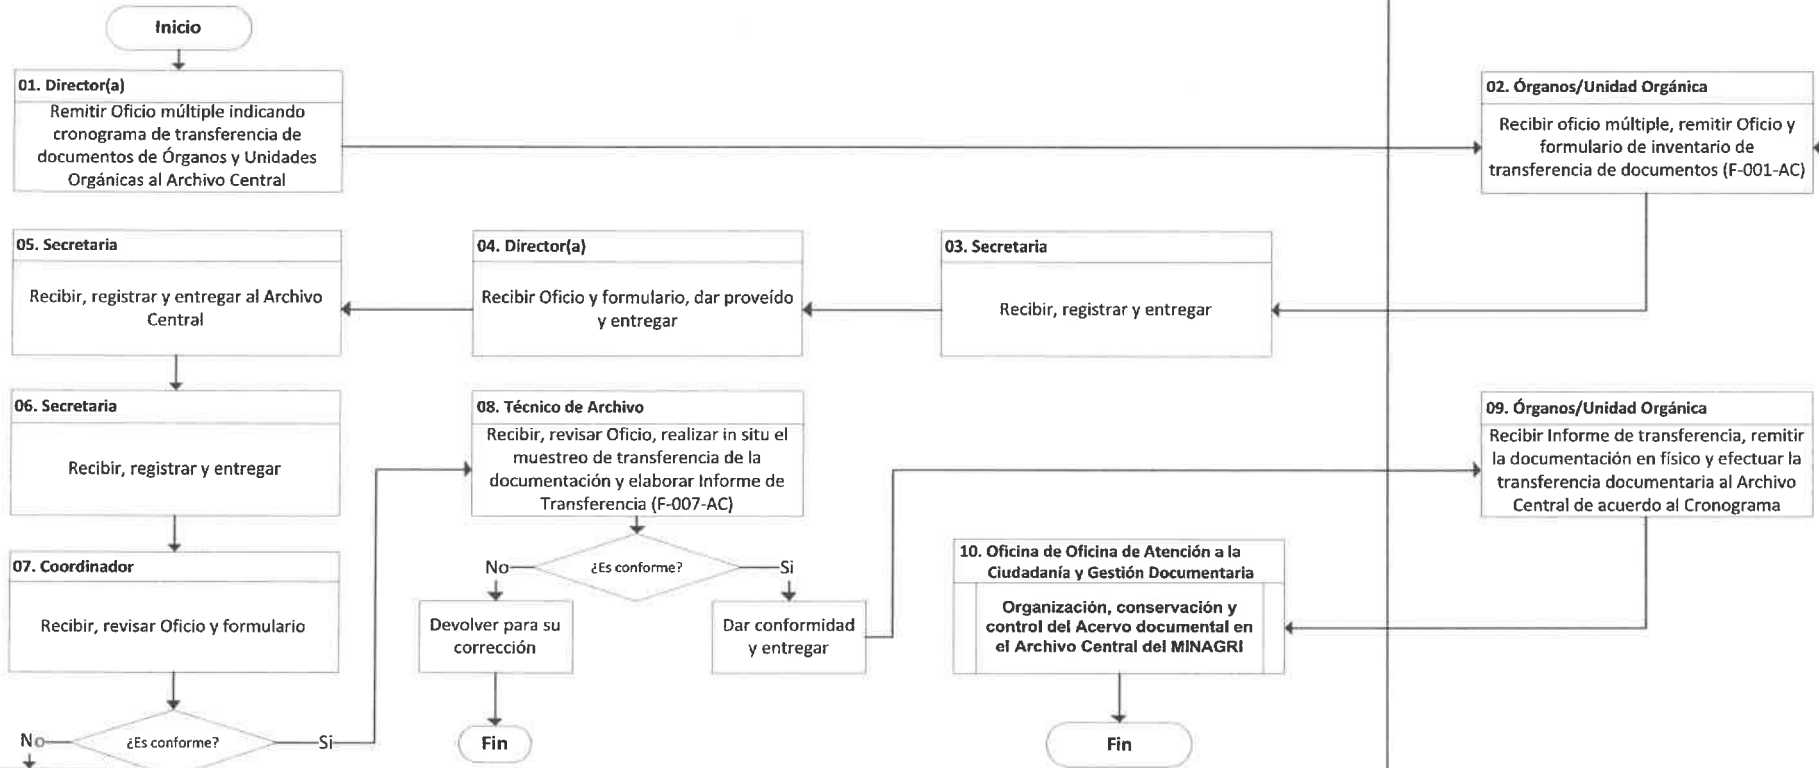 Inicio
01. Director(a)
Remitir Oficio múltiple indicando
cronograma de transferencia de
documentos de Órganos y Unidades
Orgánicas al Archivo Central
02. Órganos/Unidad Orgánica
Recibir oficio múltiple, remitir Oficio y
formulario de inventario de
transferencia de documentos (F-001-AC)
03. Secretaria
Recibir, registrar y entregar
04. Director(a)
Recibir Oficio y formulario, dar proveído
y entregar
05. Secretaria
Recibir, registrar y entregar al Archivo
Central
06. Secretaria
Recibir, registrar y entregar
07. Coordinador
Recibir, revisar Oficio y formulario
¿Es conforme?
No
Si
08. Técnico de Archivo
Recibir, revisar Oficio, realizar in situ el
muestreo de transferencia de la
documentación y elaborar Informe de
Transferencia (F-007-AC)
¿Es conforme?
No
Si
Devolver para su
corrección
Fin
Dar conformidad
y entregar
09. Órganos/Unidad Orgánica
Recibir Informe de transferencia, remitir
la documentación en físico y efectuar la
transferencia documentaria al Archivo
Central de acuerdo al Cronograma
10. Oficina de Oficina de Atención a la
Ciudadanía y Gestión Documentaria
Organización, conservación y
control del Acervo documental en
el Archivo Central del MINAGRI
Fin